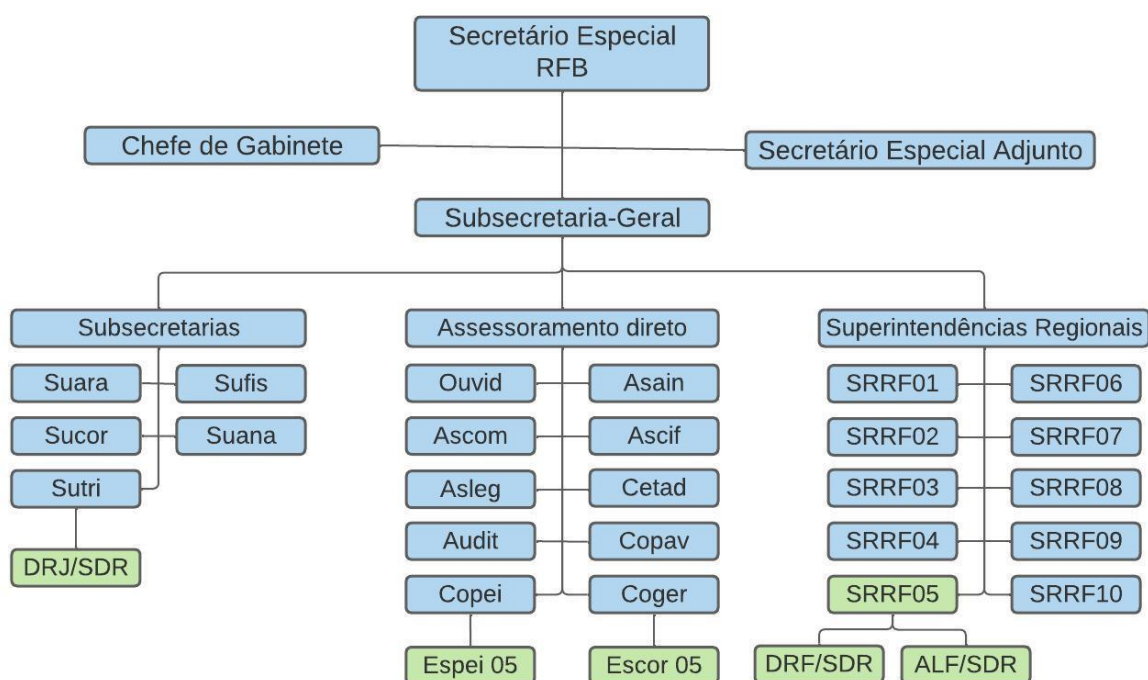 Secretário Especial
RFB
Chefe de Gabinete
Secretário Especial Adjunto
Subsecretaria-Geral
Subsecretarias
Suara
Sufis
Sucor
Suana
Sutri
DRJ/SDR
Assessoramento direto
Ouvid
Asain
Ascom
Ascif
Asleg
Cetad
Audit
Copav
Copei
Coger
Espei 05
Escor 05
Superintendências Regionais
SRRF01
SRRF06
SRRF02
SRRF07
SRRF03
SRRF08
SRRF04
SRRF09
SRRF05
SRRF10
DRF/SDR
ALF/SDR